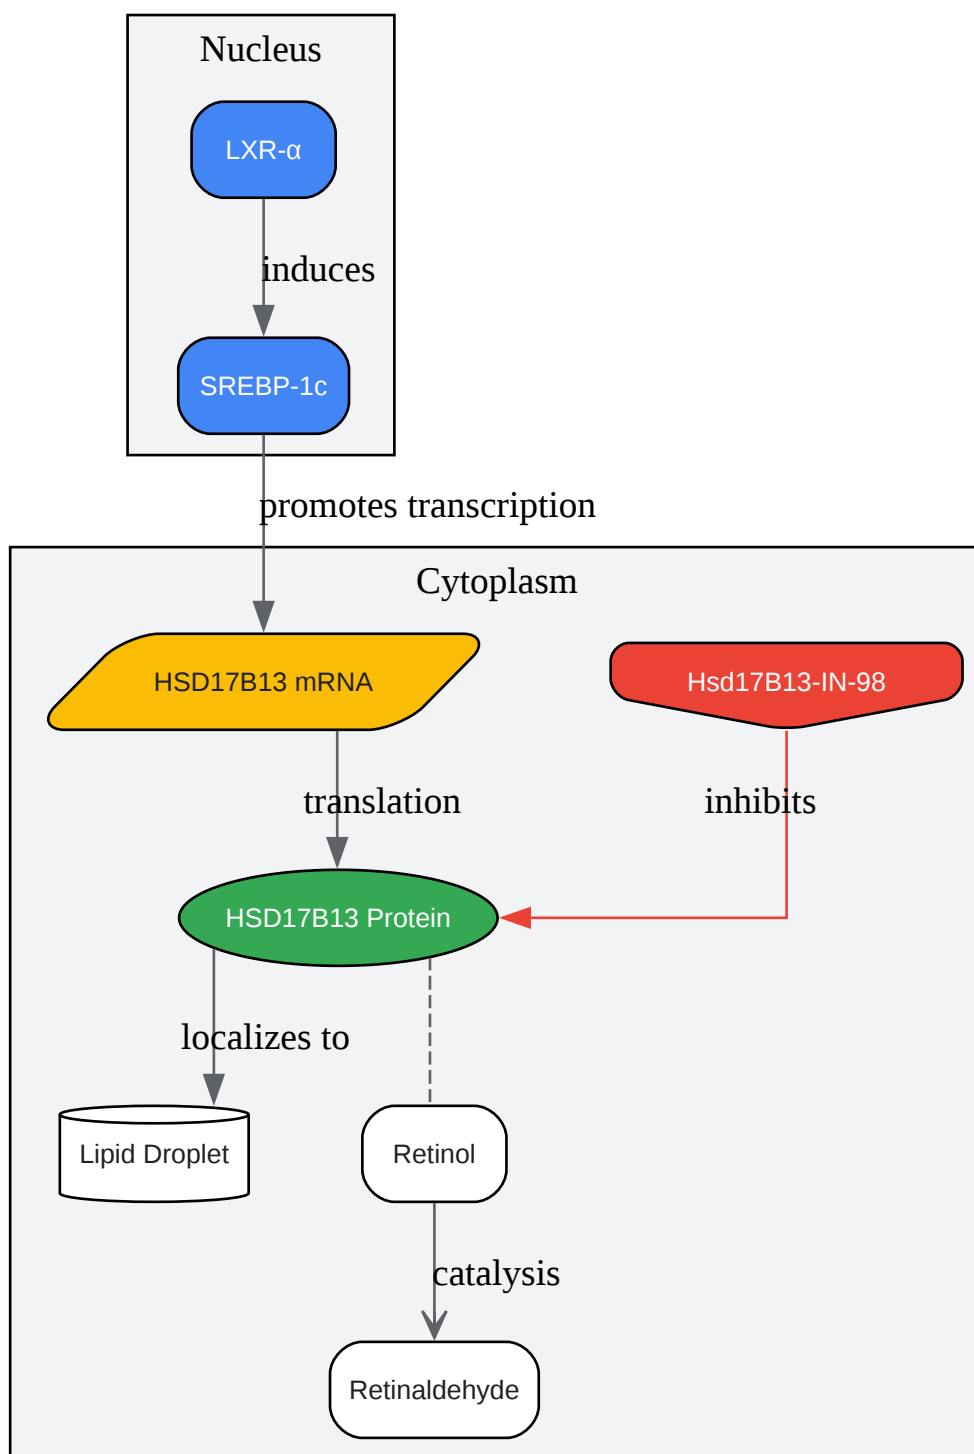 Nucleus
LXR-α
induces
SREBP-1c
promotes transcription
Cytoplasm
HSD17B13 mRNA
Hsd17B13-IN-98
translation
inhibits
HSD17B13 Protein
localizes to
Lipid Droplet
Retinol
catalysis
Retinaldehyde